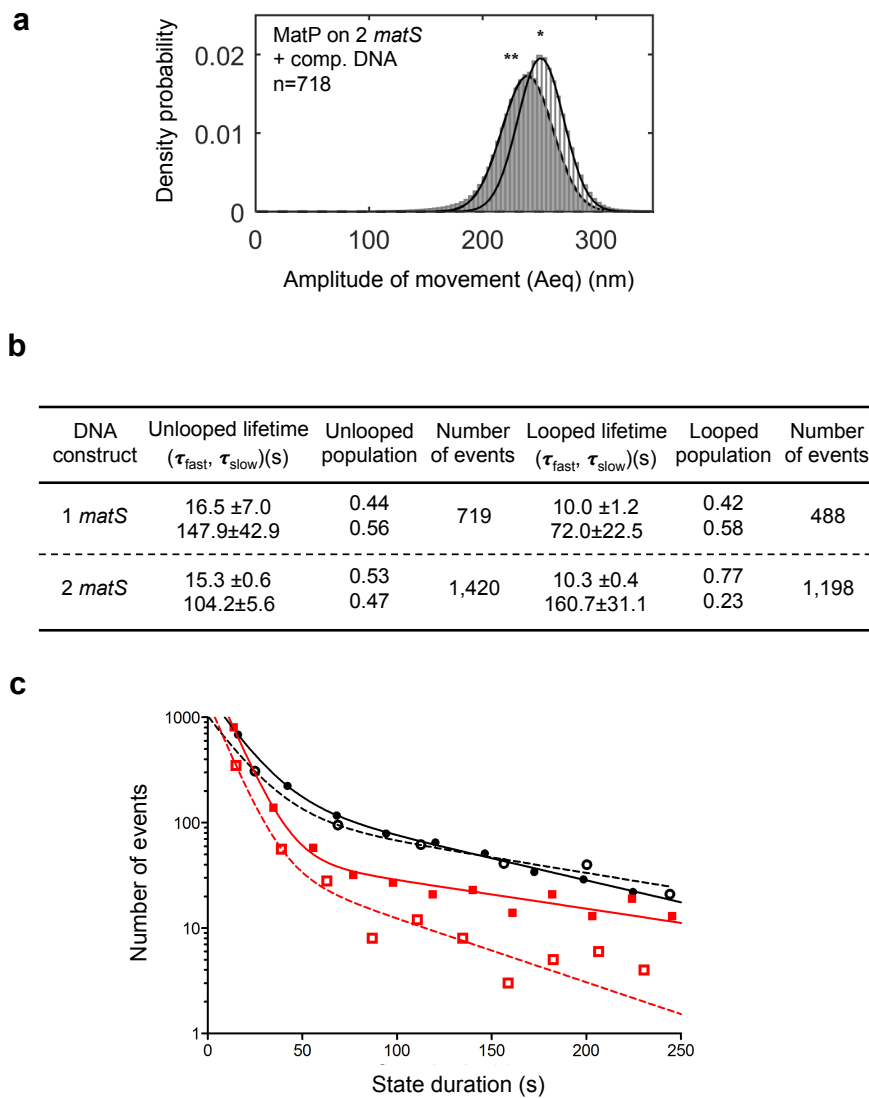 a
MatP on 2 matS
+ comp. DNA
n=718
*
**
Density probability
0.02
0.01
0
0
100
200
300
Amplitude of movement (Aeq) (nm)
b
DNA construct
Unlooped lifetime (τfast, τslow)(s)
Unlooped population
Number of events
Looped lifetime (τfast, τslow)(s)
Looped population
Number of events
1 matS
16.5 ±7.0
147.9±42.9
0.44
0.56
719
10.0 ±1.2
72.0±22.5
0.42
0.58
488
2 matS
15.3 ±0.6
104.2±5.6
0.53
0.47
1,420
10.3 ±0.4
160.7±31.1
0.77
0.23
1,198
c
Number of events
1000
100
10
1
0
50
100
150
200
250
State duration (s)